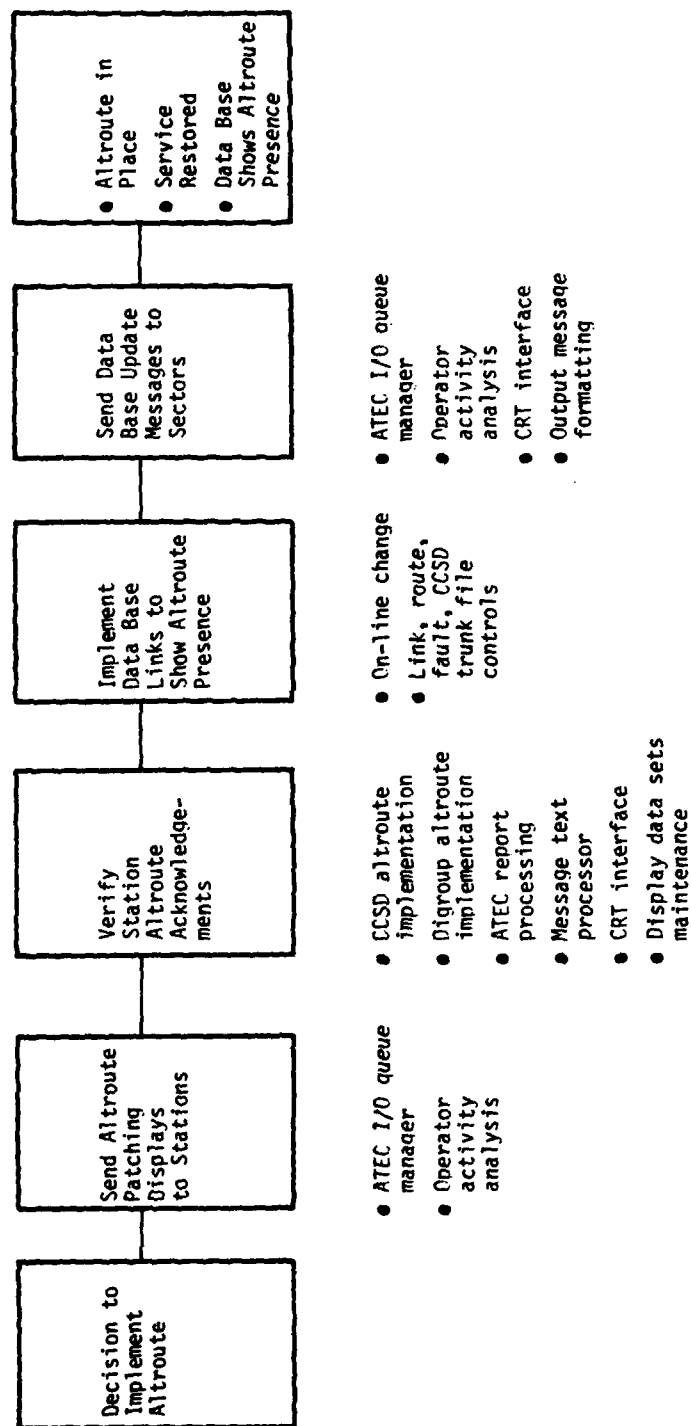 Decision to
Implement
Altroute
Send Altroute
Patching
Displays
to Stations
● ATEC I/O queue
manager
● Operator
activity
analysis
Verify
Station
Altroute
Acknowledge-
ments
● CCSD altroute
implementation
● Digroup altroute
implementation
● ATEC report
processing
● Message text
processor
● CRT interface
● Display data sets
maintenance
Implement
Data Base
Links to
Show Altroute
Presence
● On-line change
● Link, route,
fault, CCSD
trunk file
controls
Send Data
Base Update
Messages to
Sectors
● ATEC I/O queue
manager
● Operator
activity
analysis
● CRT interface
● Output message
formatting
● Altroute in
Place
● Service
Restored
● Data Base
Shows Altroute
Presence